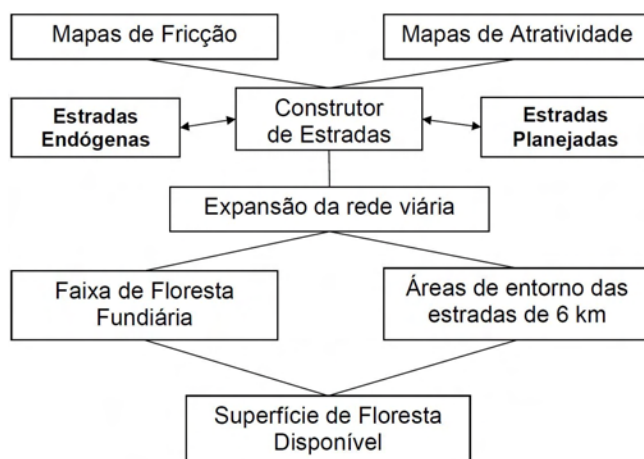 Mapas de Fricção
Mapas de Atratividade
Estradas
Endógenas
Construtor
de Estradas
Estradas
Planejadas
Expansão da rede viária
Faixa de Floresta
Fundiária
Áreas de entorno das
estradas de 6 km
Superfície de Floresta
Disponível